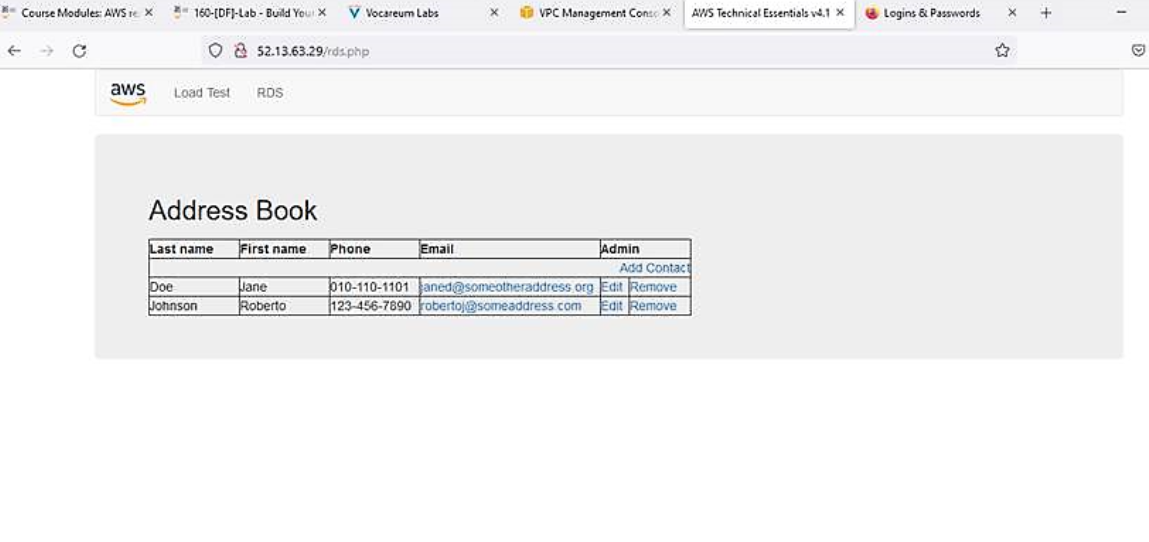 Course Modules: AWS re
160-[DF]-Lab - Build Your
Vocareum Labs
VPC Management Consc
AWS Technical Essentials v4.1
Logins & Passwords
52.13.63.29/rds.php
aws Load Test RDS
Address Book
Last name First name Phone Email Admin
Add Contact
Doe Jane 010-110-1101 janed@someotheraddress.org Edit Remove
Johnson Roberto 123-456-7890 robertoj@someaddress.com Edit Remove